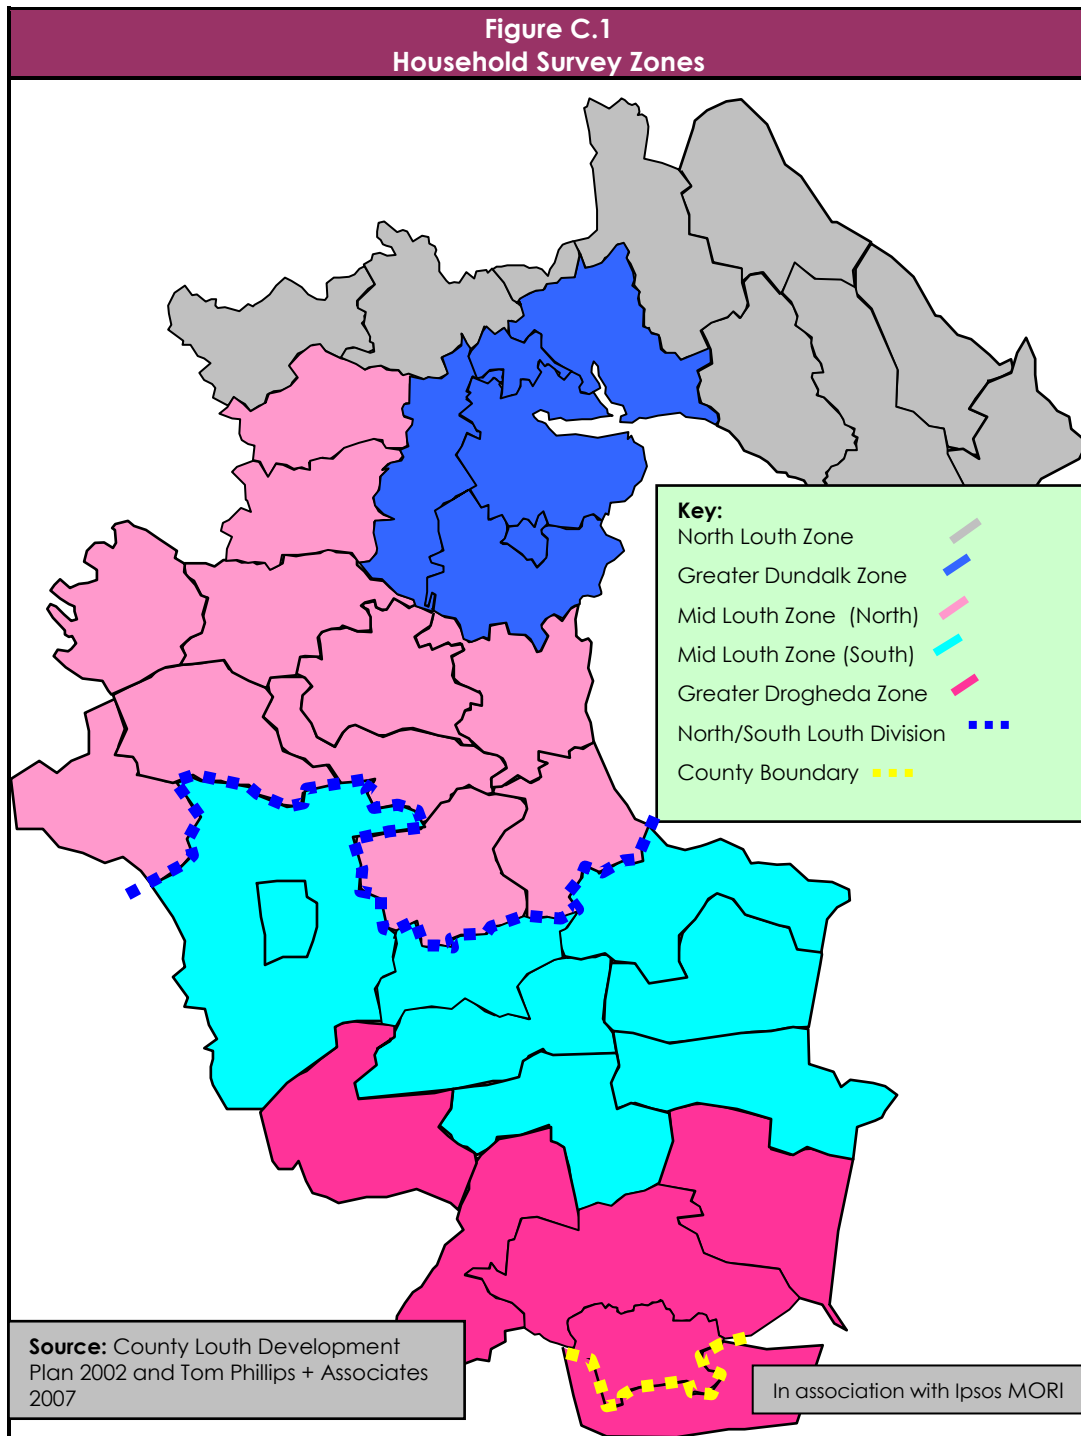 Figure C.1
Household Survey Zones
Key:
North Louth Zone
Greater Dundalk Zone
Mid Louth Zone (North)
Mid Louth Zone (South)
Greater Drogheda Zone
North/South Louth Division
County Boundary
Source: County Louth Development
Plan 2002 and Tom Phillips + Associates
2007
In association with Ipsos MORI